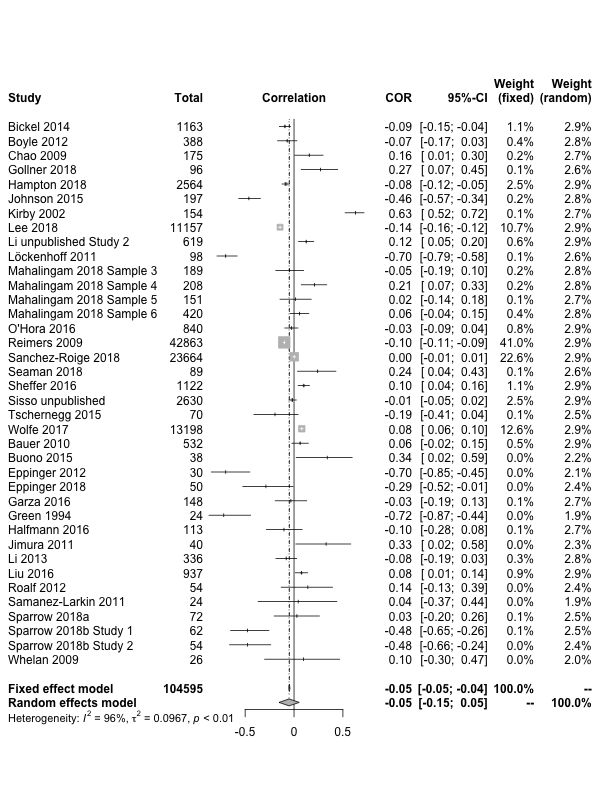 Weight Weight
Study Total Correlation COR 95%-CI (fixed) (random)
Bickel 2014 1163 -0.09 [-0.15; -0.04] 1.1% 2.9%
Boyle 2012 388 -0.07 [-0.17; 0.03] 0.4% 2.8%
Chao 2009 175 0.16 [ 0.01; 0.30] 0.2% 2.7%
Gollner 2018 96 0.27 [ 0.07; 0.45] 0.1% 2.6%
Hampton 2018 2564 -0.08 [-0.12; -0.05] 2.5% 2.9%
Johnson 2015 197 -0.46 [-0.57; -0.34] 0.2% 2.8%
Kirby 2002 154 0.63 [ 0.52; 0.72] 0.1% 2.7%
Lee 2018 11157 -0.14 [-0.16; -0.12] 10.7% 2.9%
Li unpublished Study 2 619 0.12 [ 0.05; 0.20] 0.6% 2.9%
Löckenhoff 2011 98 -0.70 [-0.79; -0.58] 0.1% 2.6%
Mahalingam 2018 Sample 3 189 -0.05 [-0.19; 0.10] 0.2% 2.8%
Mahalingam 2018 Sample 4 208 0.21 [ 0.07; 0.33] 0.2% 2.8%
Mahalingam 2018 Sample 5 151 0.02 [-0.14; 0.18] 0.1% 2.7%
Mahalingam 2018 Sample 6 420 0.06 [-0.04; 0.15] 0.4% 2.8%
O'Hora 2016 840 -0.03 [-0.09; 0.04] 0.8% 2.9%
Reimers 2009 42863 -0.10 [-0.11; -0.09] 41.0% 2.9%
Sanchez-Roige 2018 23664 0.00 [-0.01; 0.01] 22.6% 2.9%
Seaman 2018 89 0.24 [ 0.04; 0.43] 0.1% 2.6%
Sheffer 2016 1122 0.10 [ 0.04; 0.16] 1.1% 2.9%
Sisso unpublished 2630 -0.01 [-0.05; 0.02] 2.5% 2.9%
Tschernegg 2015 70 -0.19 [-0.41; 0.04] 0.1% 2.5%
Wolfe 2017 13198 0.08 [ 0.06; 0.10] 12.6% 2.9%
Bauer 2010 532 0.06 [-0.02; 0.15] 0.5% 2.9%
Buono 2015 38 0.34 [ 0.02; 0.59] 0.0% 2.2%
Eppinger 2012 30 -0.70 [-0.85; -0.45] 0.0% 2.1%
Eppinger 2018 50 -0.29 [-0.52; -0.01] 0.0% 2.4%
Garza 2016 148 -0.03 [-0.19; 0.13] 0.1% 2.7%
Green 1994 24 -0.72 [-0.87; -0.44] 0.0% 1.9%
Halfmann 2016 113 -0.10 [-0.28; 0.08] 0.1% 2.7%
Jimura 2011 40 0.33 [ 0.02; 0.58] 0.0% 2.3%
Li 2013 336 -0.08 [-0.19; 0.03] 0.3% 2.8%
Liu 2016 937 0.08 [ 0.01; 0.14] 0.9% 2.9%
Roalf 2012 54 0.14 [-0.13; 0.39] 0.0% 2.4%
Samanez-Larkin 2011 24 0.04 [-0.37; 0.44] 0.0% 1.9%
Sparrow 2018a 72 0.03 [-0.20; 0.26] 0.1% 2.5%
Sparrow 2018b Study 1 62 -0.48 [-0.65; -0.26] 0.1% 2.5%
Sparrow 2018b Study 2 54 -0.48 [-0.66; -0.24] 0.0% 2.4%
Whelan 2009 26 0.10 [-0.30; 0.47] 0.0% 2.0%
Fixed effect model 104595 -0.05 [-0.05; -0.04] 100.0% --
Random effects model -0.05 [-0.15; 0.05] -- 100.0%
Heterogeneity: I² = 96%, τ² = 0.0967, p < 0.01
-0.5 0 0.5